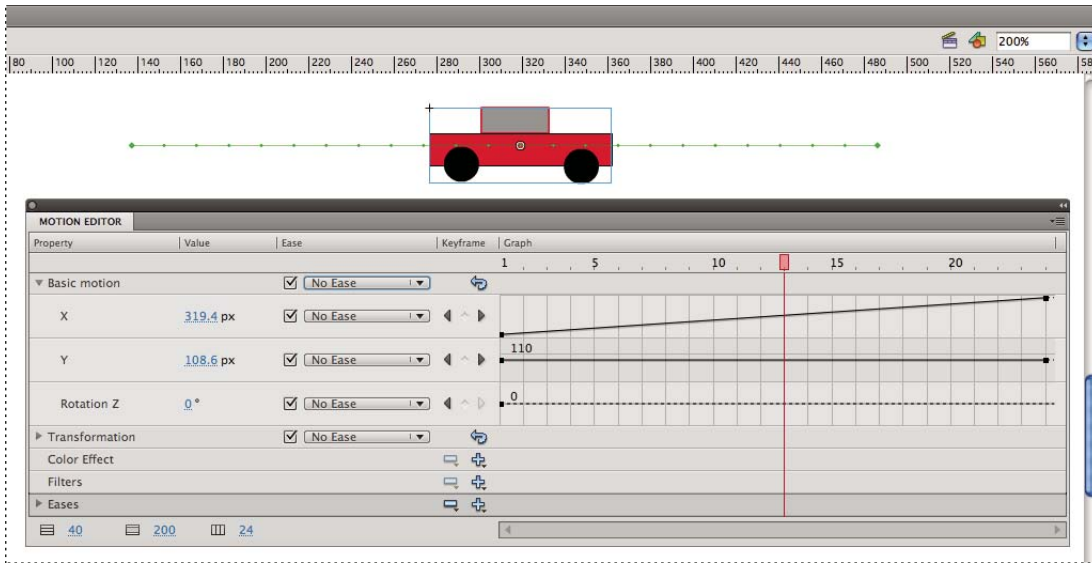 200%
80 100 120 140 160 180 200 220 240 260 280 300 320 340 360 380 400 420 440 460 480 500 520 540 560 58
MOTION EDITOR
Property Value Ease Keyframe Graph
1 5 10 15 20
Basic motion No Ease
X 319.4 px No Ease
110
Y 108.6 px No Ease
0
Rotation Z 0° No Ease
Transformation No Ease
Color Effect
Filters
Eases
40 200 24